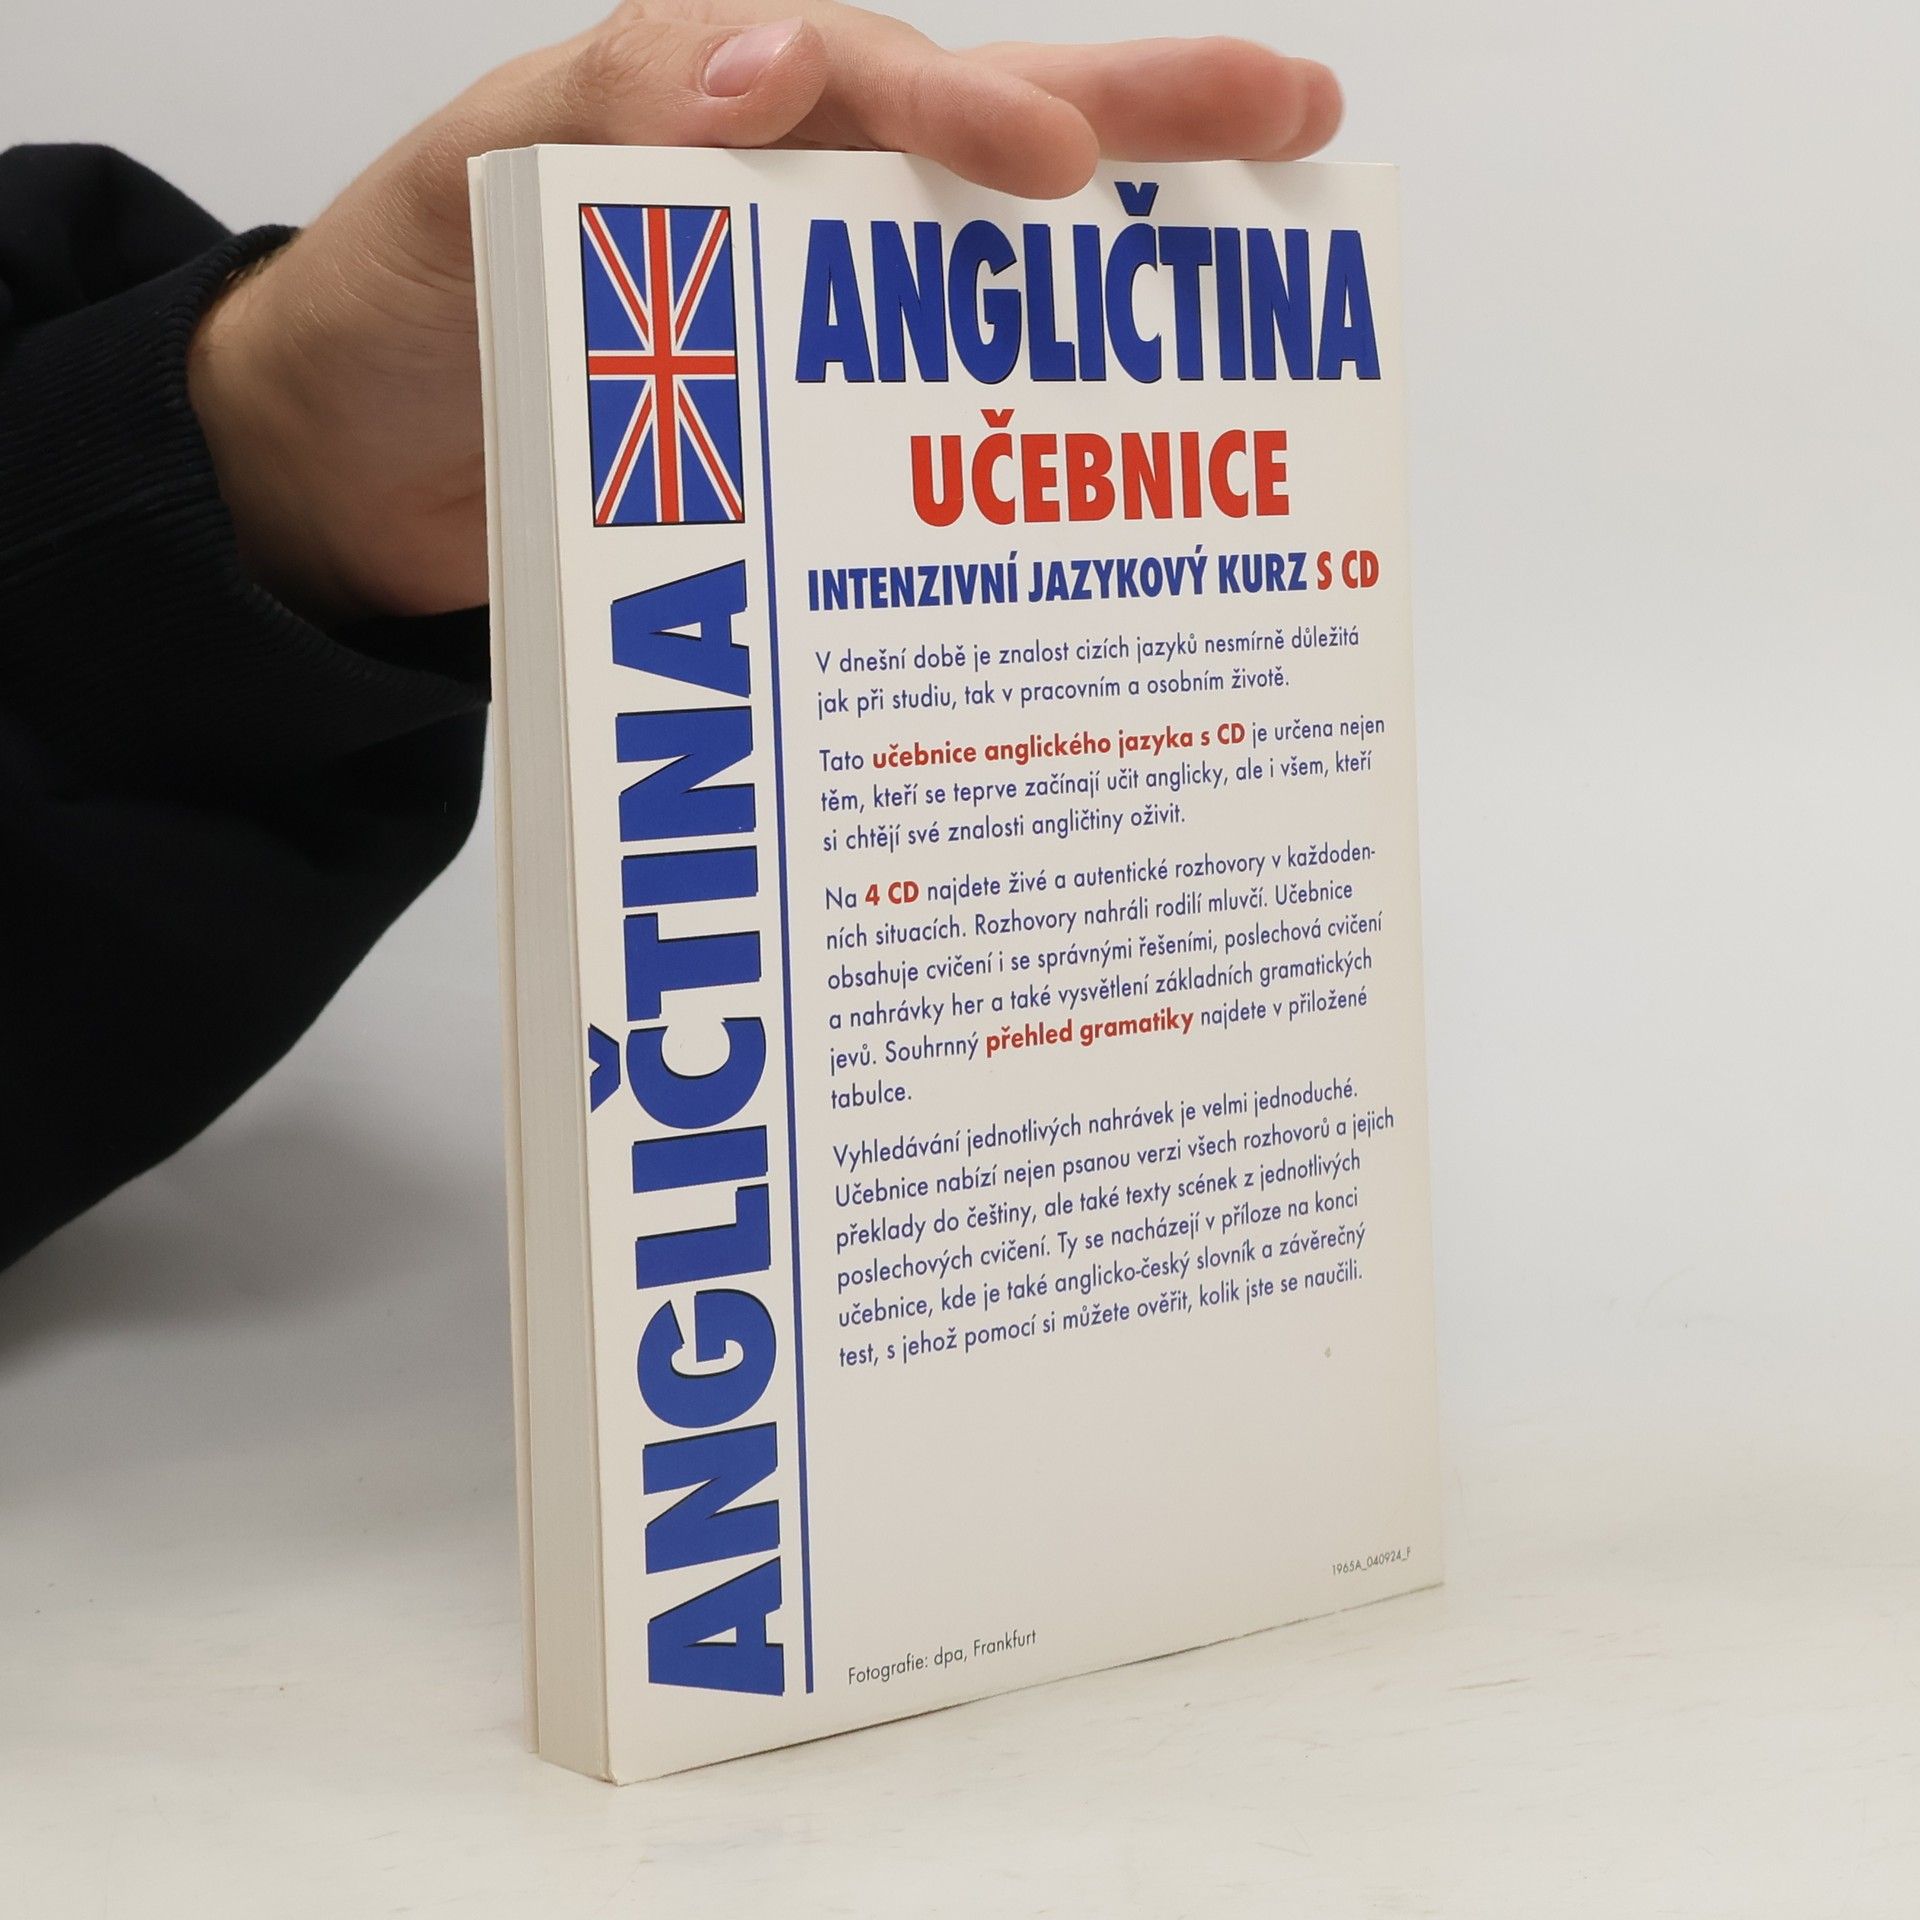 ANGLIČTINA
ANGLIČTINA
UČEBNICE
INTENZIVNÍ JAZYKOVÝ KURZ S CD
V dnešní době je znalost cizích jazyků nesmírně důležitá
jak při studiu, tak v pracovním a osobním životě.
Tato učebnice anglického jazyka s CD je určena nejen
těm, kteří se teprve začínají učit anglicky, ale i všem, kteří
si chtějí své znalosti angličtiny oživit.
Na 4 CD najdete živé a autentické rozhovory v každoden-
ních situacích. Rozhovory nahráli rodilí mluvčí. Učebnice
obsahuje cvičení i se správnými řešeními, poslechová cvičení
a nahrávky her a také vysvětlení základních gramatických
jevů. Souhrnný přehled gramatiky najdete v přiložené
tabulce.
Vyhledávání jednotlivých nahrávek je velmi jednoduché.
Učebnice nabízí nejen psanou verzi všech rozhovorů a jejich
překlady do češtiny, ale také texty scének z jednotlivých
poslechových cvičení. Ty se nacházejí v příloze na konci
učebnice, kde je také anglicko-český slovník a závěrečný
test, s jehož pomocí si můžete ověřit, kolik jste se naučili.
1965A_040924_F
Fotografie: dpa, Frankfurt